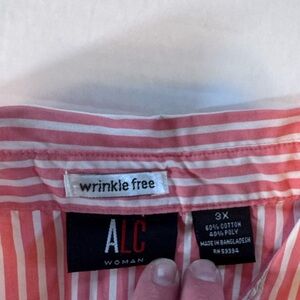 wrinkle free
ALC
WOMAN
3X
60% COTTON
40% POLY
MADE IN BANGLADESH
RN 53394